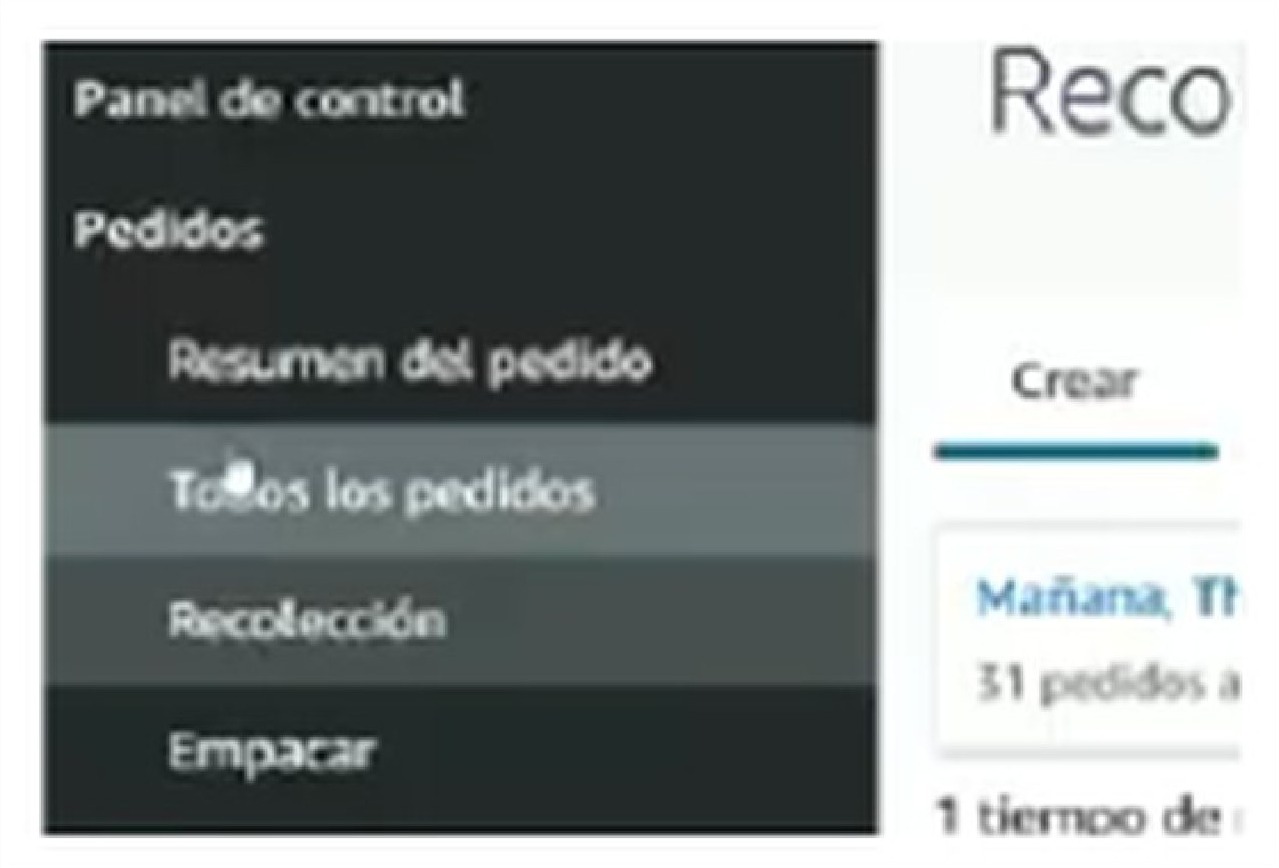 Panel de control
Pedidos
Resumen del pedido
Todos los pedidos
Recolección
Empacar
Reco
Crear
Mañana, Th
31 pedidos a
1 tiempo de